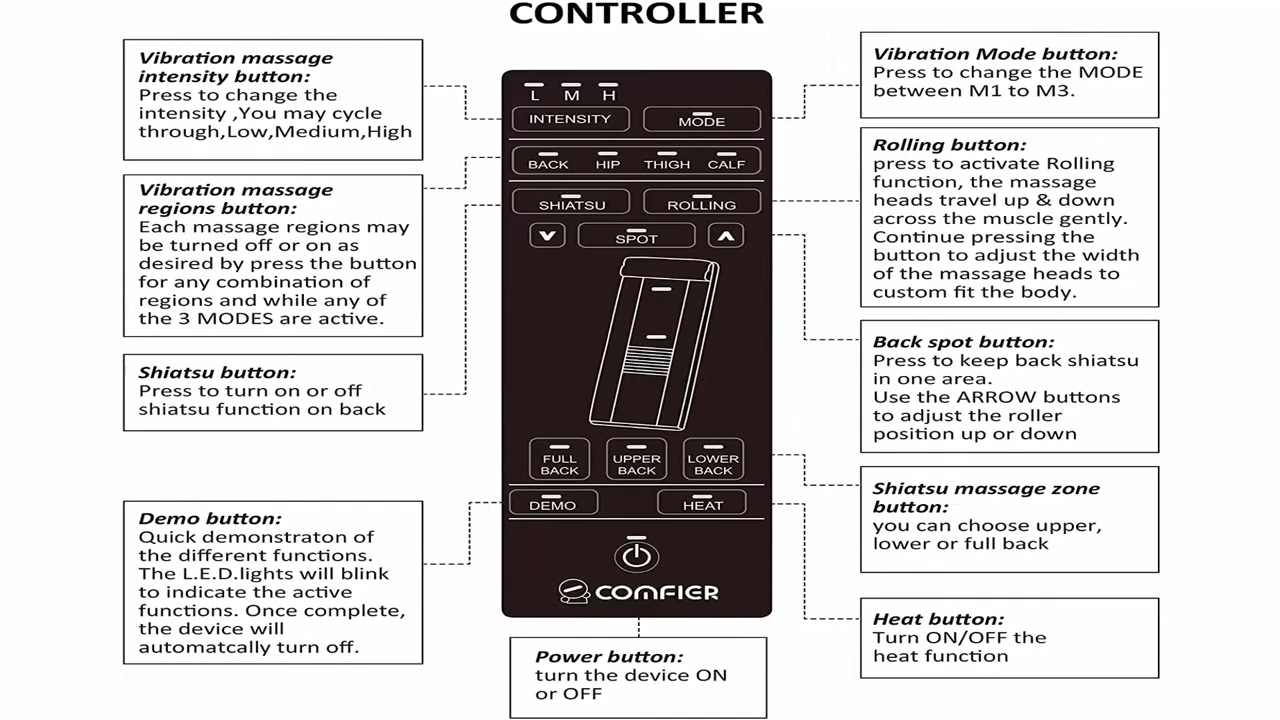 CONTROLLER
Vibration massage
intensity button:
Press to change the
intensity ,You may cycle
through,Low,Medium,High
Vibration massage
regions button:
Each massage regions may
be turned off or on as
desired by press the button
for any combination of
regions and while any of
the 3 MODES are active.
Shiatsu button:
Press to turn on or off
shiatsu function on back
Demo button:
Quick demonstraton of
the different functions.
The L.E.D.lights will blink
to indicate the active
functions. Once complete,
the device will
automatcally turn off.
L M H
INTENSITY MODE
BACK HIP THIGH CALF
SHIATSU ROLLING
SPOT
FULL BACK
UPPER BACK
LOWER BACK
DEMO HEAT
COMFIER
Power button:
turn the device ON
or OFF
Vibration Mode button:
Press to change the MODE
between M1 to M3.
Rolling button:
press to activate Rolling
function, the massage
heads travel up & down
across the muscle gently.
Continue pressing the
button to adjust the width
of the massage heads to
custom fit the body.
Back spot button:
Press to keep back shiatsu
in one area.
Use the ARROW buttons
to adjust the roller
position up or down
Shiatsu massage zone
button:
you can choose upper,
lower or full back
Heat button:
Turn ON/OFF the
heat function